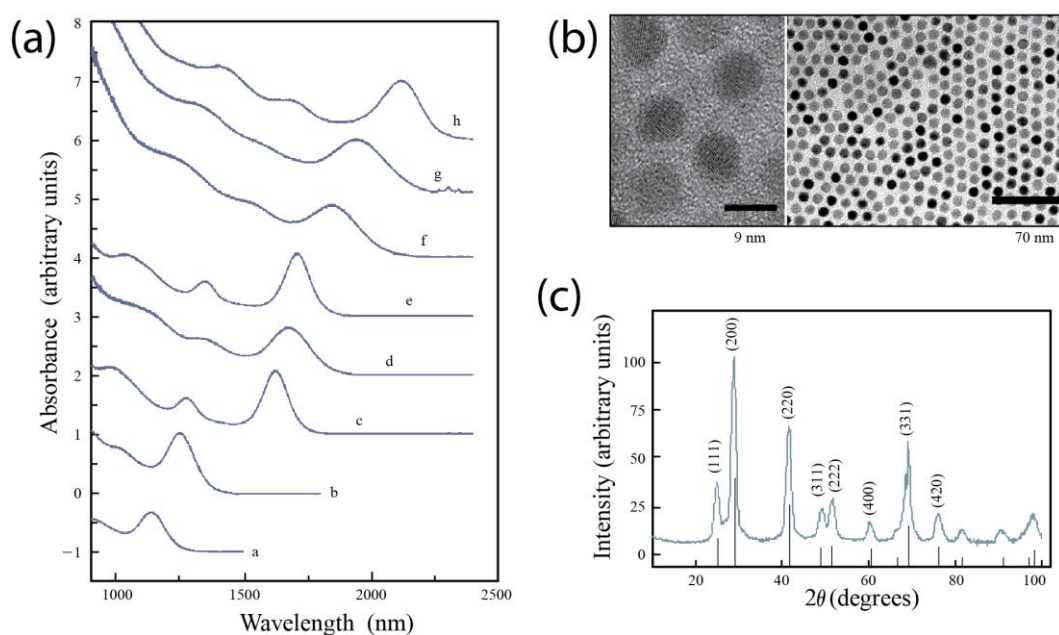 (a)
8
7
6
5
4
3
2
1
0
−1
Absorbance (arbitrary units)
h
g
f
e
d
c
b
a
1000
1500
2000
2500
Wavelength (nm)
(b)
9 nm
70 nm
(c)
Intensity (arbitrary units)
100
75
50
25
0
(111)
(200)
(220)
(311)
(222)
(400)
(331)
(420)
20
40
60
80
100
2θ (degrees)